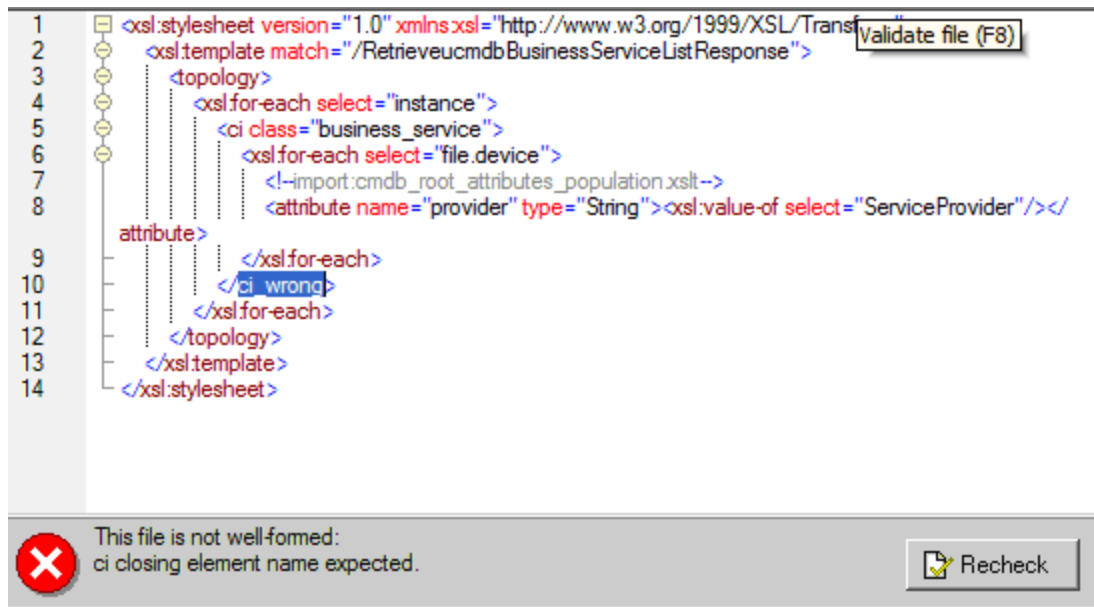 1 <xsl:stylesheet version="1.0" xmlns:xsl="http://www.w3.org/1999/XSL/Transform"
Validate file (F8)
2 <xsl:template match="/RetrieveucmdbBusinessServiceListResponse">
3 <topology>
4 <xsl:for-each select="instance">
5 <ci class="business_service">
6 <xsl:for-each select="file.device">
7 <!--import:cmdb_root_attributes_population.xslt-->
8 <attribute name="provider" type="String"><xsl:value-of select="ServiceProvider"/></
attribute>
9 </xsl:for-each>
10 </ci_wrong>
11 </xsl:for-each>
12 </topology>
13 </xsl:template>
14 </xsl:stylesheet>
This file is not well-formed:
ci closing element name expected.
Recheck